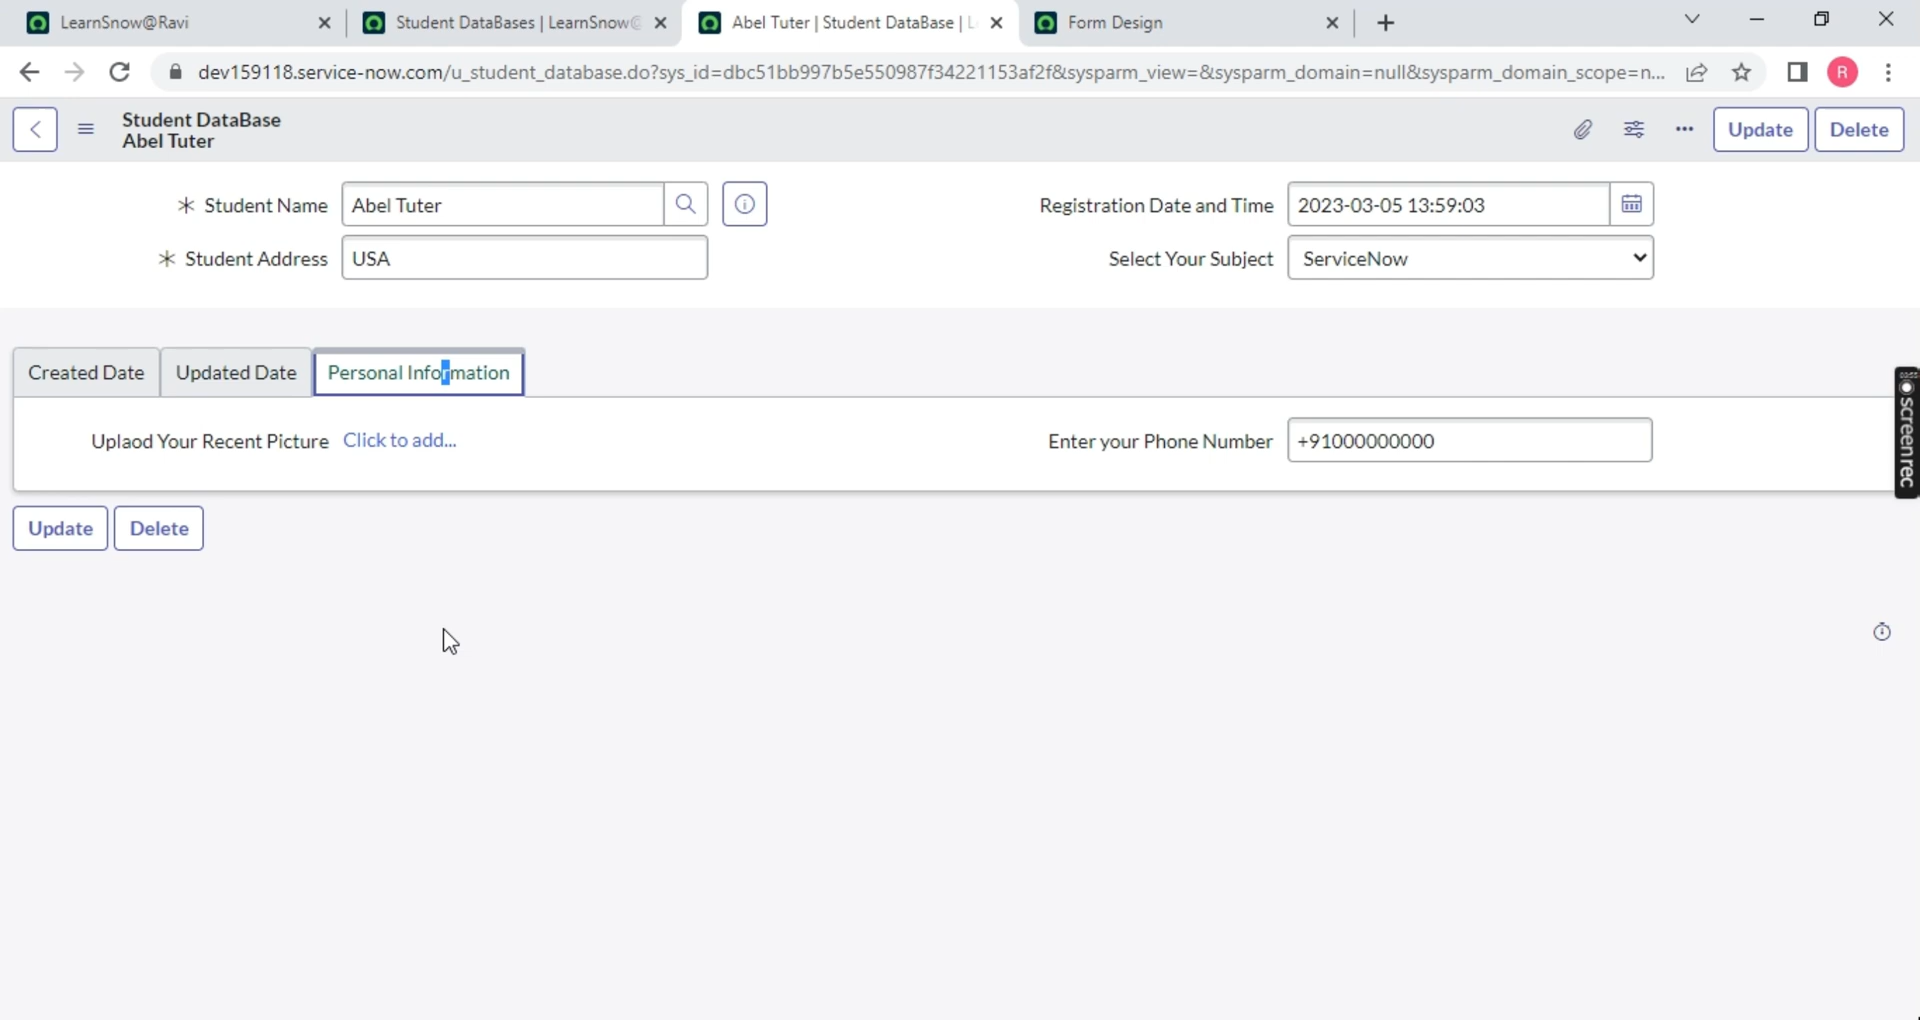 LearnSnow@Ravi
Student DataBases | LearnSnow@
Abel Tuter | Student DataBase | L
Form Design
dev159118.service-now.com/u_student_database.do?sys_id=dbc51bb997b5e550987f34221153af2f&sysparm_view=&sysparm_domain=null&sysparm_domain_scope=n...
R
Student DataBase
Abel Tuter
Update
Delete
Student Name
Abel Tuter
Registration Date and Time
2023-03-05 13:59:03
Student Address
USA
Select Your Subject
ServiceNow
Created Date
Updated Date
Personal Information
Uplaod Your Recent Picture
Click to add...
Enter your Phone Number
+91000000000
Update
Delete
screenrec